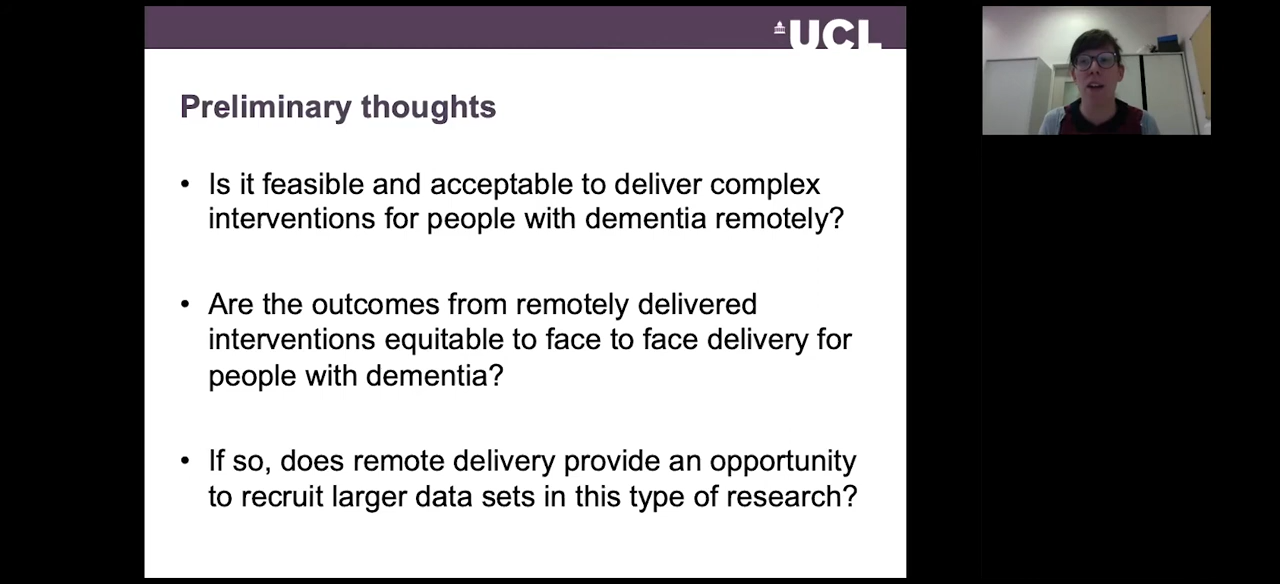 UCL
Preliminary thoughts
• Is it feasible and acceptable to deliver complex
interventions for people with dementia remotely?
• Are the outcomes from remotely delivered
interventions equitable to face to face delivery for
people with dementia?
• If so, does remote delivery provide an opportunity
to recruit larger data sets in this type of research?